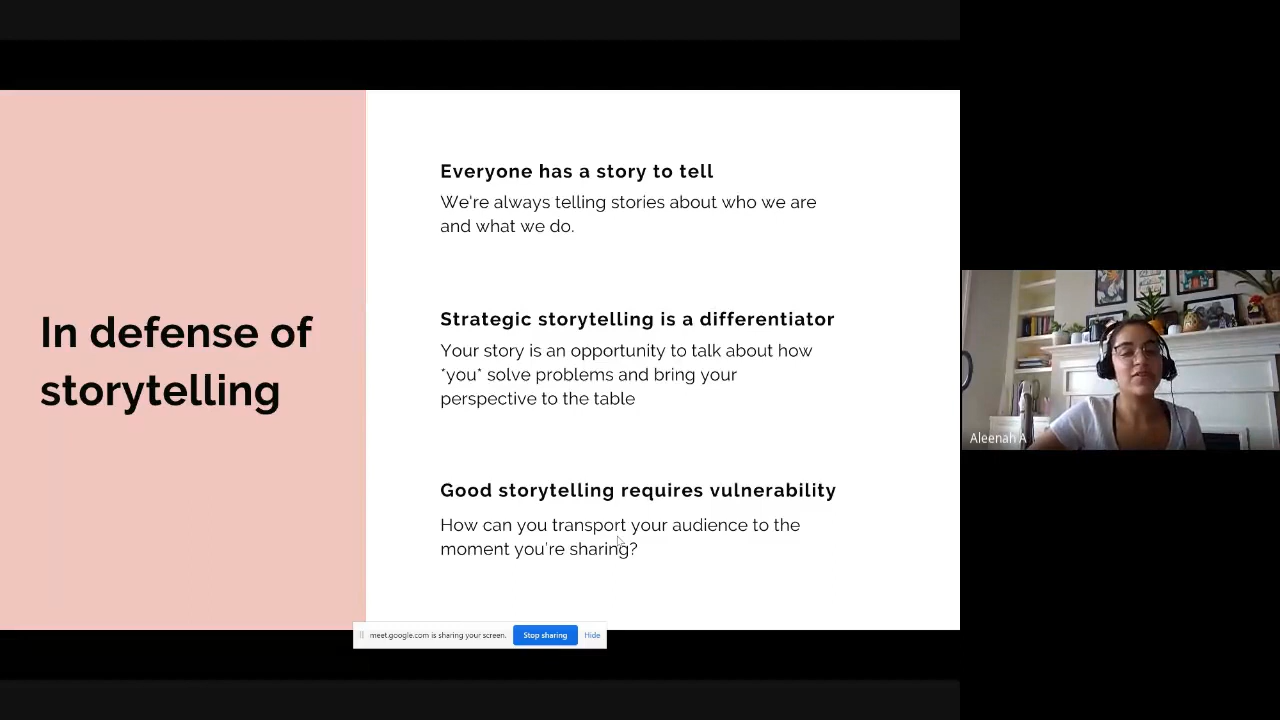 In defense of
storytelling
Everyone has a story to tell
We're always telling stories about who we are
and what we do.
Strategic storytelling is a differentiator
Your story is an opportunity to talk about how
*you* solve problems and bring your
perspective to the table
Good storytelling requires vulnerability
How can you transport your audience to the
moment you're sharing?
meet.google.com is sharing your screen.
Stop sharing
Hide
Aleenah A